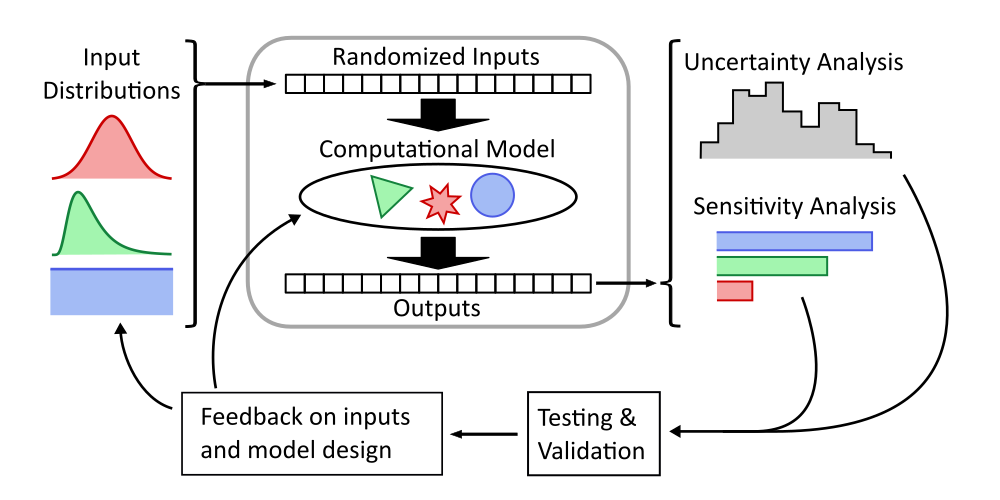 Input
Distributions
Randomized Inputs
Computational Model
Outputs
Uncertainty Analysis
Sensitivity Analysis
Testing &
Validation
Feedback on inputs
and model design